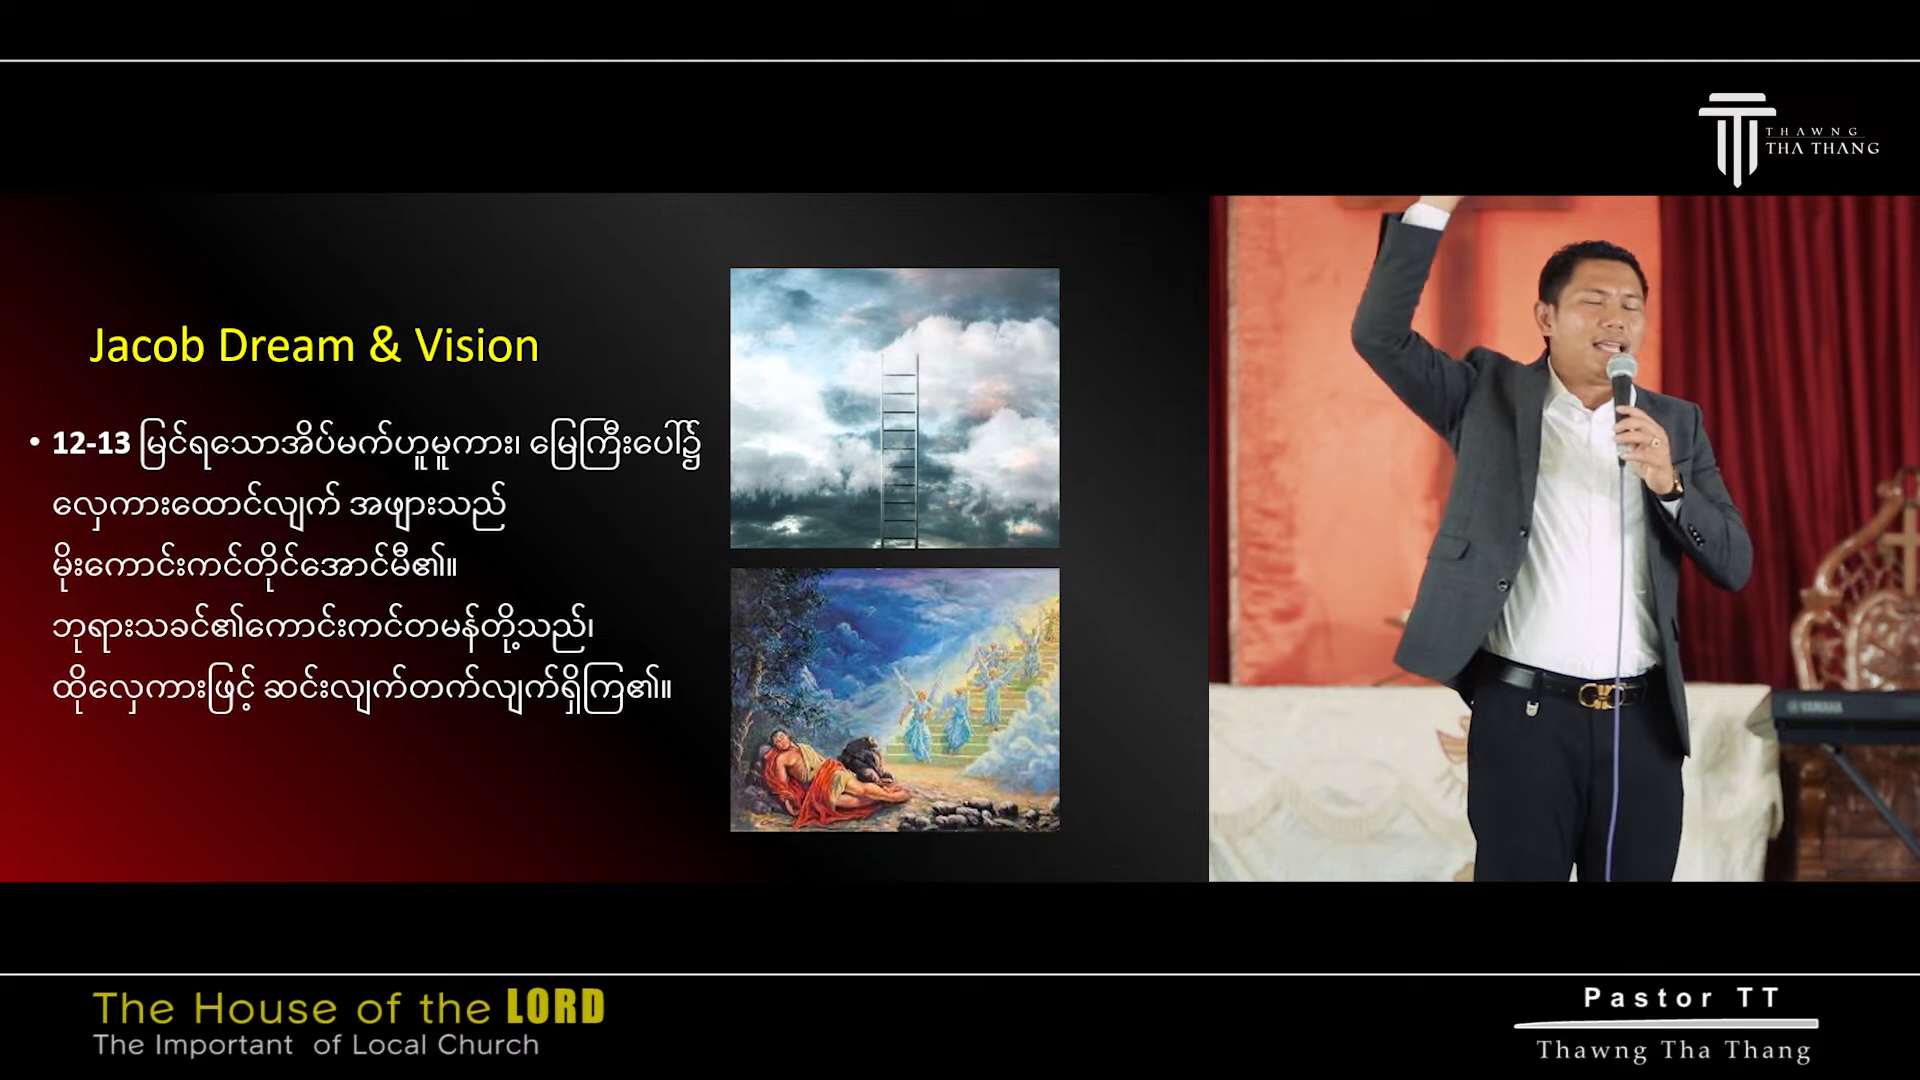 THAWNG
THA THANG
Jacob Dream & Vision
• 12-13 မြင်ရသောအိပ်မက်ဟူမူကား၊ မြေကြီးပေါ်၌
လှေကားထောင်လျက် အဖျားသည်
မိုးကောင်းကင်တိုင်အောင်မီ၏။
ဘုရားသခင်၏ကောင်းကင်တမန်တို့သည်၊
ထိုလှေကားဖြင့် ဆင်းလျက်တက်လျက်ရှိကြ၏။
YAMAHA
The House of the LORD
The Important of Local Church
Pastor TT
Thawng Tha Thang